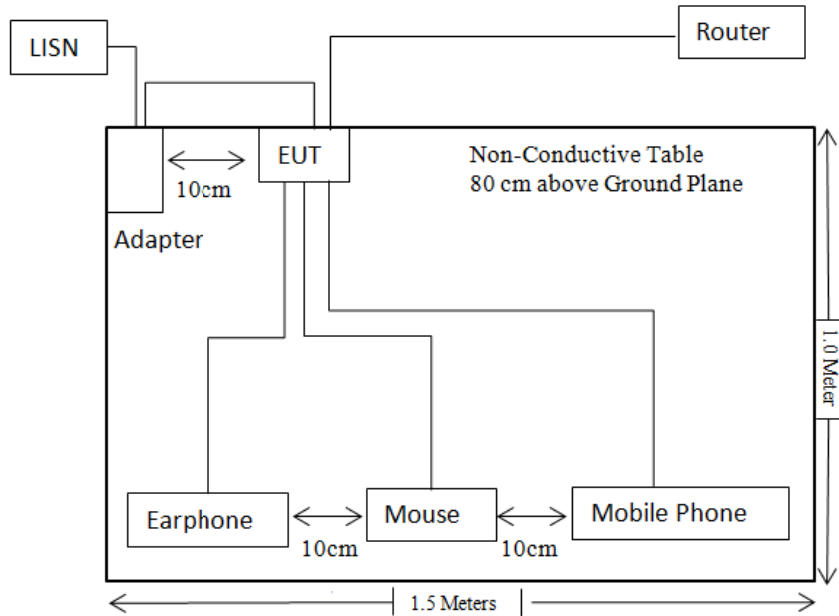 LISN
Router
EUT
Non-Conductive Table
80 cm above Ground Plane
10cm
Adapter
1.0 Meter
Earphone
Mouse
Mobile Phone
10cm
10cm
1.5 Meters